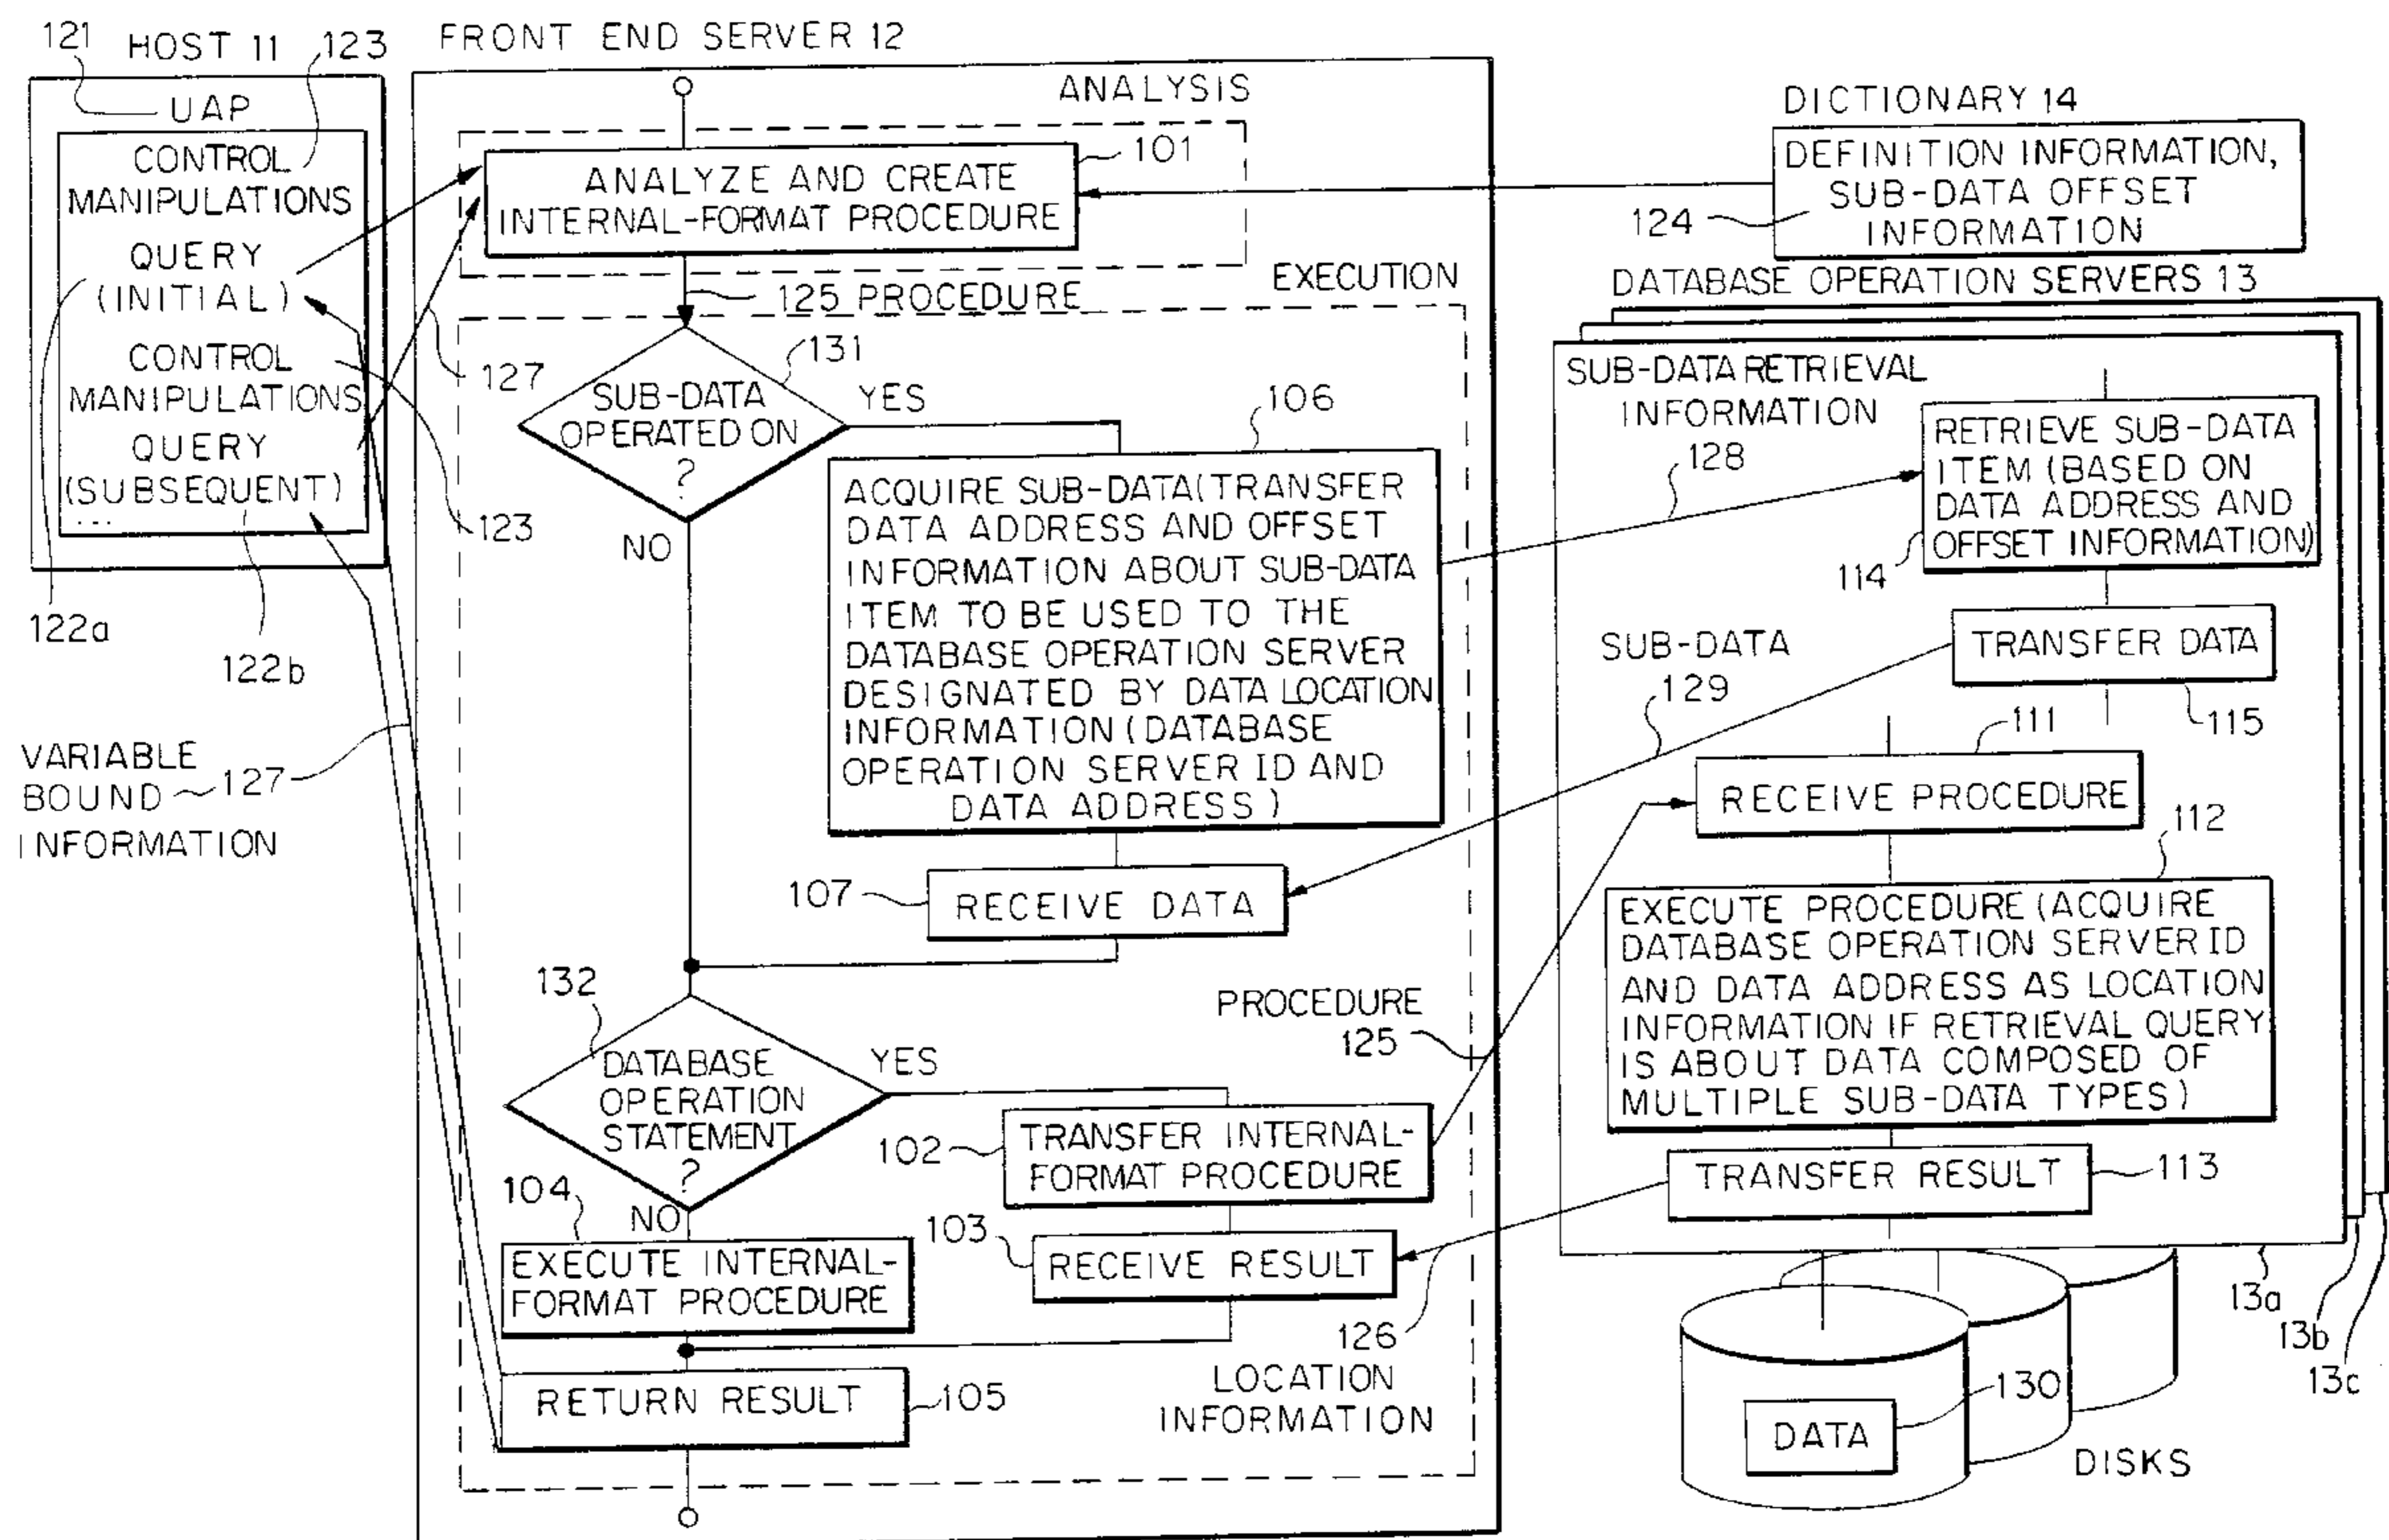 121
HOST 11
123
UAP
CONTROL
MANIPULATIONS
QUERY
(INITIAL)
CONTROL
MANIPULATIONS
QUERY
(SUBSEQUENT)
...
123
122a
122b
VARIABLE
BOUND ~127
INFORMATION
FRONT END SERVER 12
ANALYSIS
101
ANALYZE AND CREATE
INTERNAL-FORMAT PROCEDURE
125 PROCEDURE
EXECUTION
127
131
SUB-DATA
OPERATED ON
?
YES
NO
106
ACQUIRE SUB-DATA(TRANSFER
DATA ADDRESS AND OFFSET
INFORMATION ABOUT SUB-DATA
ITEM TO BE USED TO THE
DATABASE OPERATION SERVER
DESIGNATED BY DATA LOCATION
INFORMATION (DATABASE
OPERATION SERVER ID AND
DATA ADDRESS)
107
RECEIVE DATA
132
DATABASE
OPERATION
STATEMENT
?
YES
NO
PROCEDURE
125
102
TRANSFER INTERNAL-
FORMAT PROCEDURE
104
EXECUTE INTERNAL-
FORMAT PROCEDURE
103
RECEIVE RESULT
126
LOCATION
INFORMATION
RETURN RESULT
105
DICTIONARY 14
DEFINITION INFORMATION,
SUB-DATA OFFSET
INFORMATION
124
DATABASE OPERATION SERVERS 13
SUB-DATA RETRIEVAL
INFORMATION
128
RETRIEVE SUB-DATA
ITEM (BASED ON
DATA ADDRESS AND
OFFSET INFORMATION)
114
SUB-DATA
129
TRANSFER DATA
115
111
RECEIVE PROCEDURE
112
EXECUTE PROCEDURE (ACQUIRE
DATABASE OPERATION SERVER ID
AND DATA ADDRESS AS LOCATION
INFORMATION IF RETRIEVAL QUERY
IS ABOUT DATA COMPOSED OF
MULTIPLE SUB-DATA TYPES)
TRANSFER RESULT
113
13a
13b
13c
130
DATA
DISKS